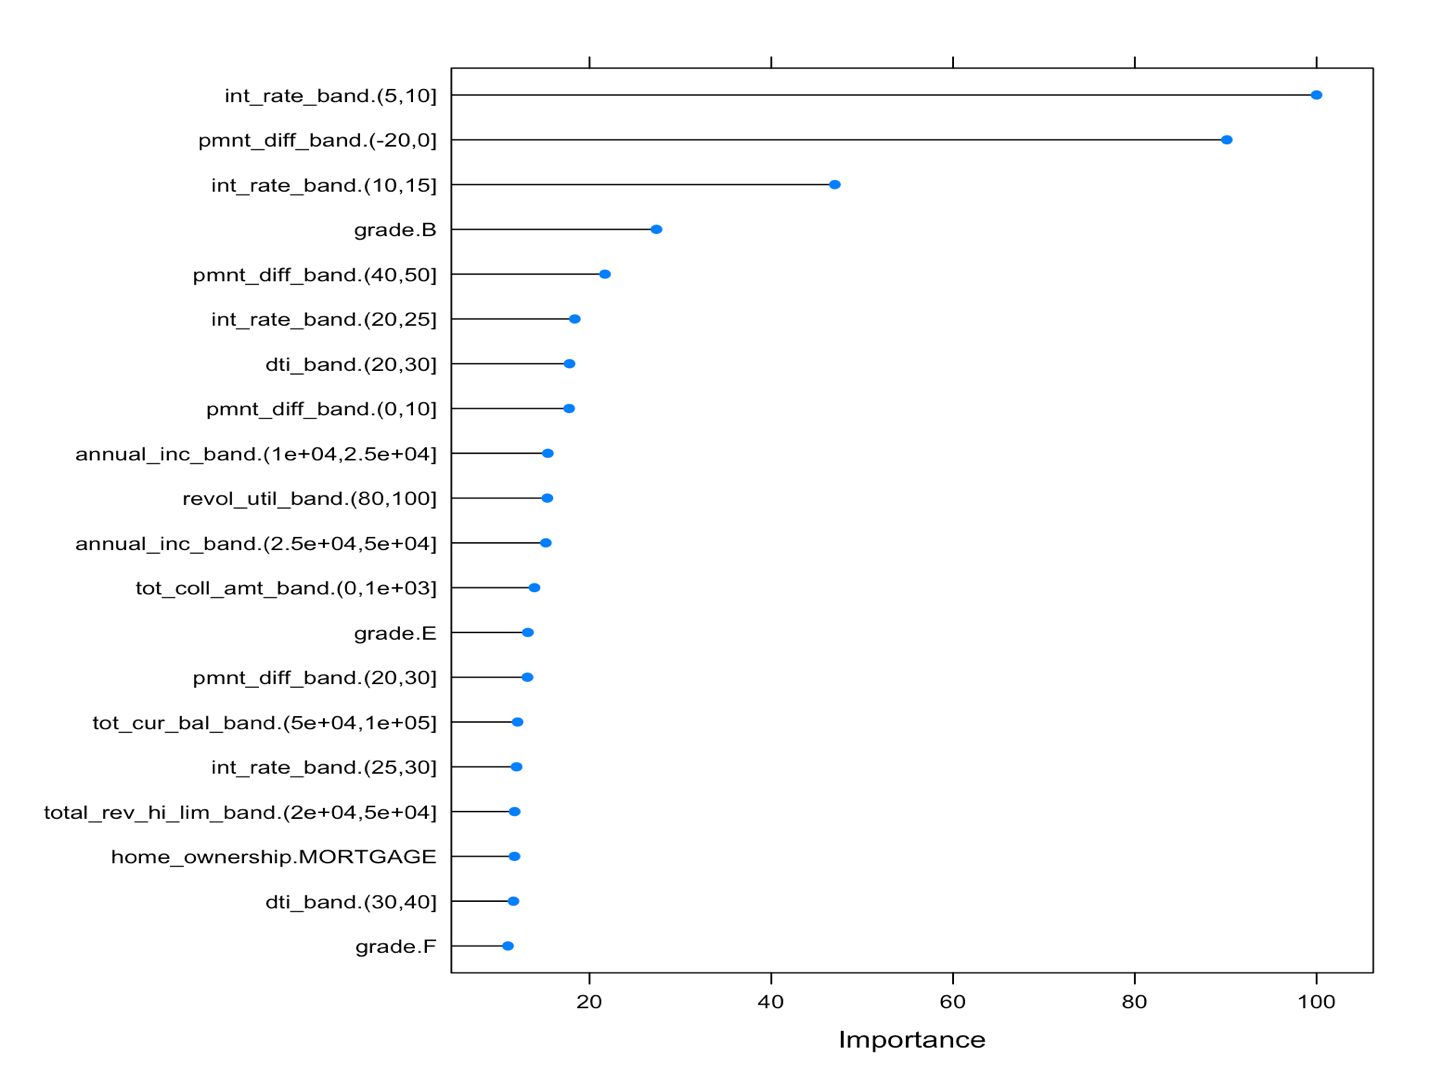 int_rate_band.(5,10]
pmnt_diff_band.(-20,0]
int_rate_band.(10,15]
grade.B
pmnt_diff_band.(40,50]
int_rate_band.(20,25]
dti_band.(20,30]
pmnt_diff_band.(0,10]
annual_inc_band.(1e+04,2.5e+04]
revol_util_band.(80,100]
annual_inc_band.(2.5e+04,5e+04]
tot_coll_amt_band.(0,1e+03]
grade.E
pmnt_diff_band.(20,30]
tot_cur_bal_band.(5e+04,1e+05]
int_rate_band.(25,30]
total_rev_hi_lim_band.(2e+04,5e+04]
home_ownership.MORTGAGE
dti_band.(30,40]
grade.F
20 40 60 80 100
Importance